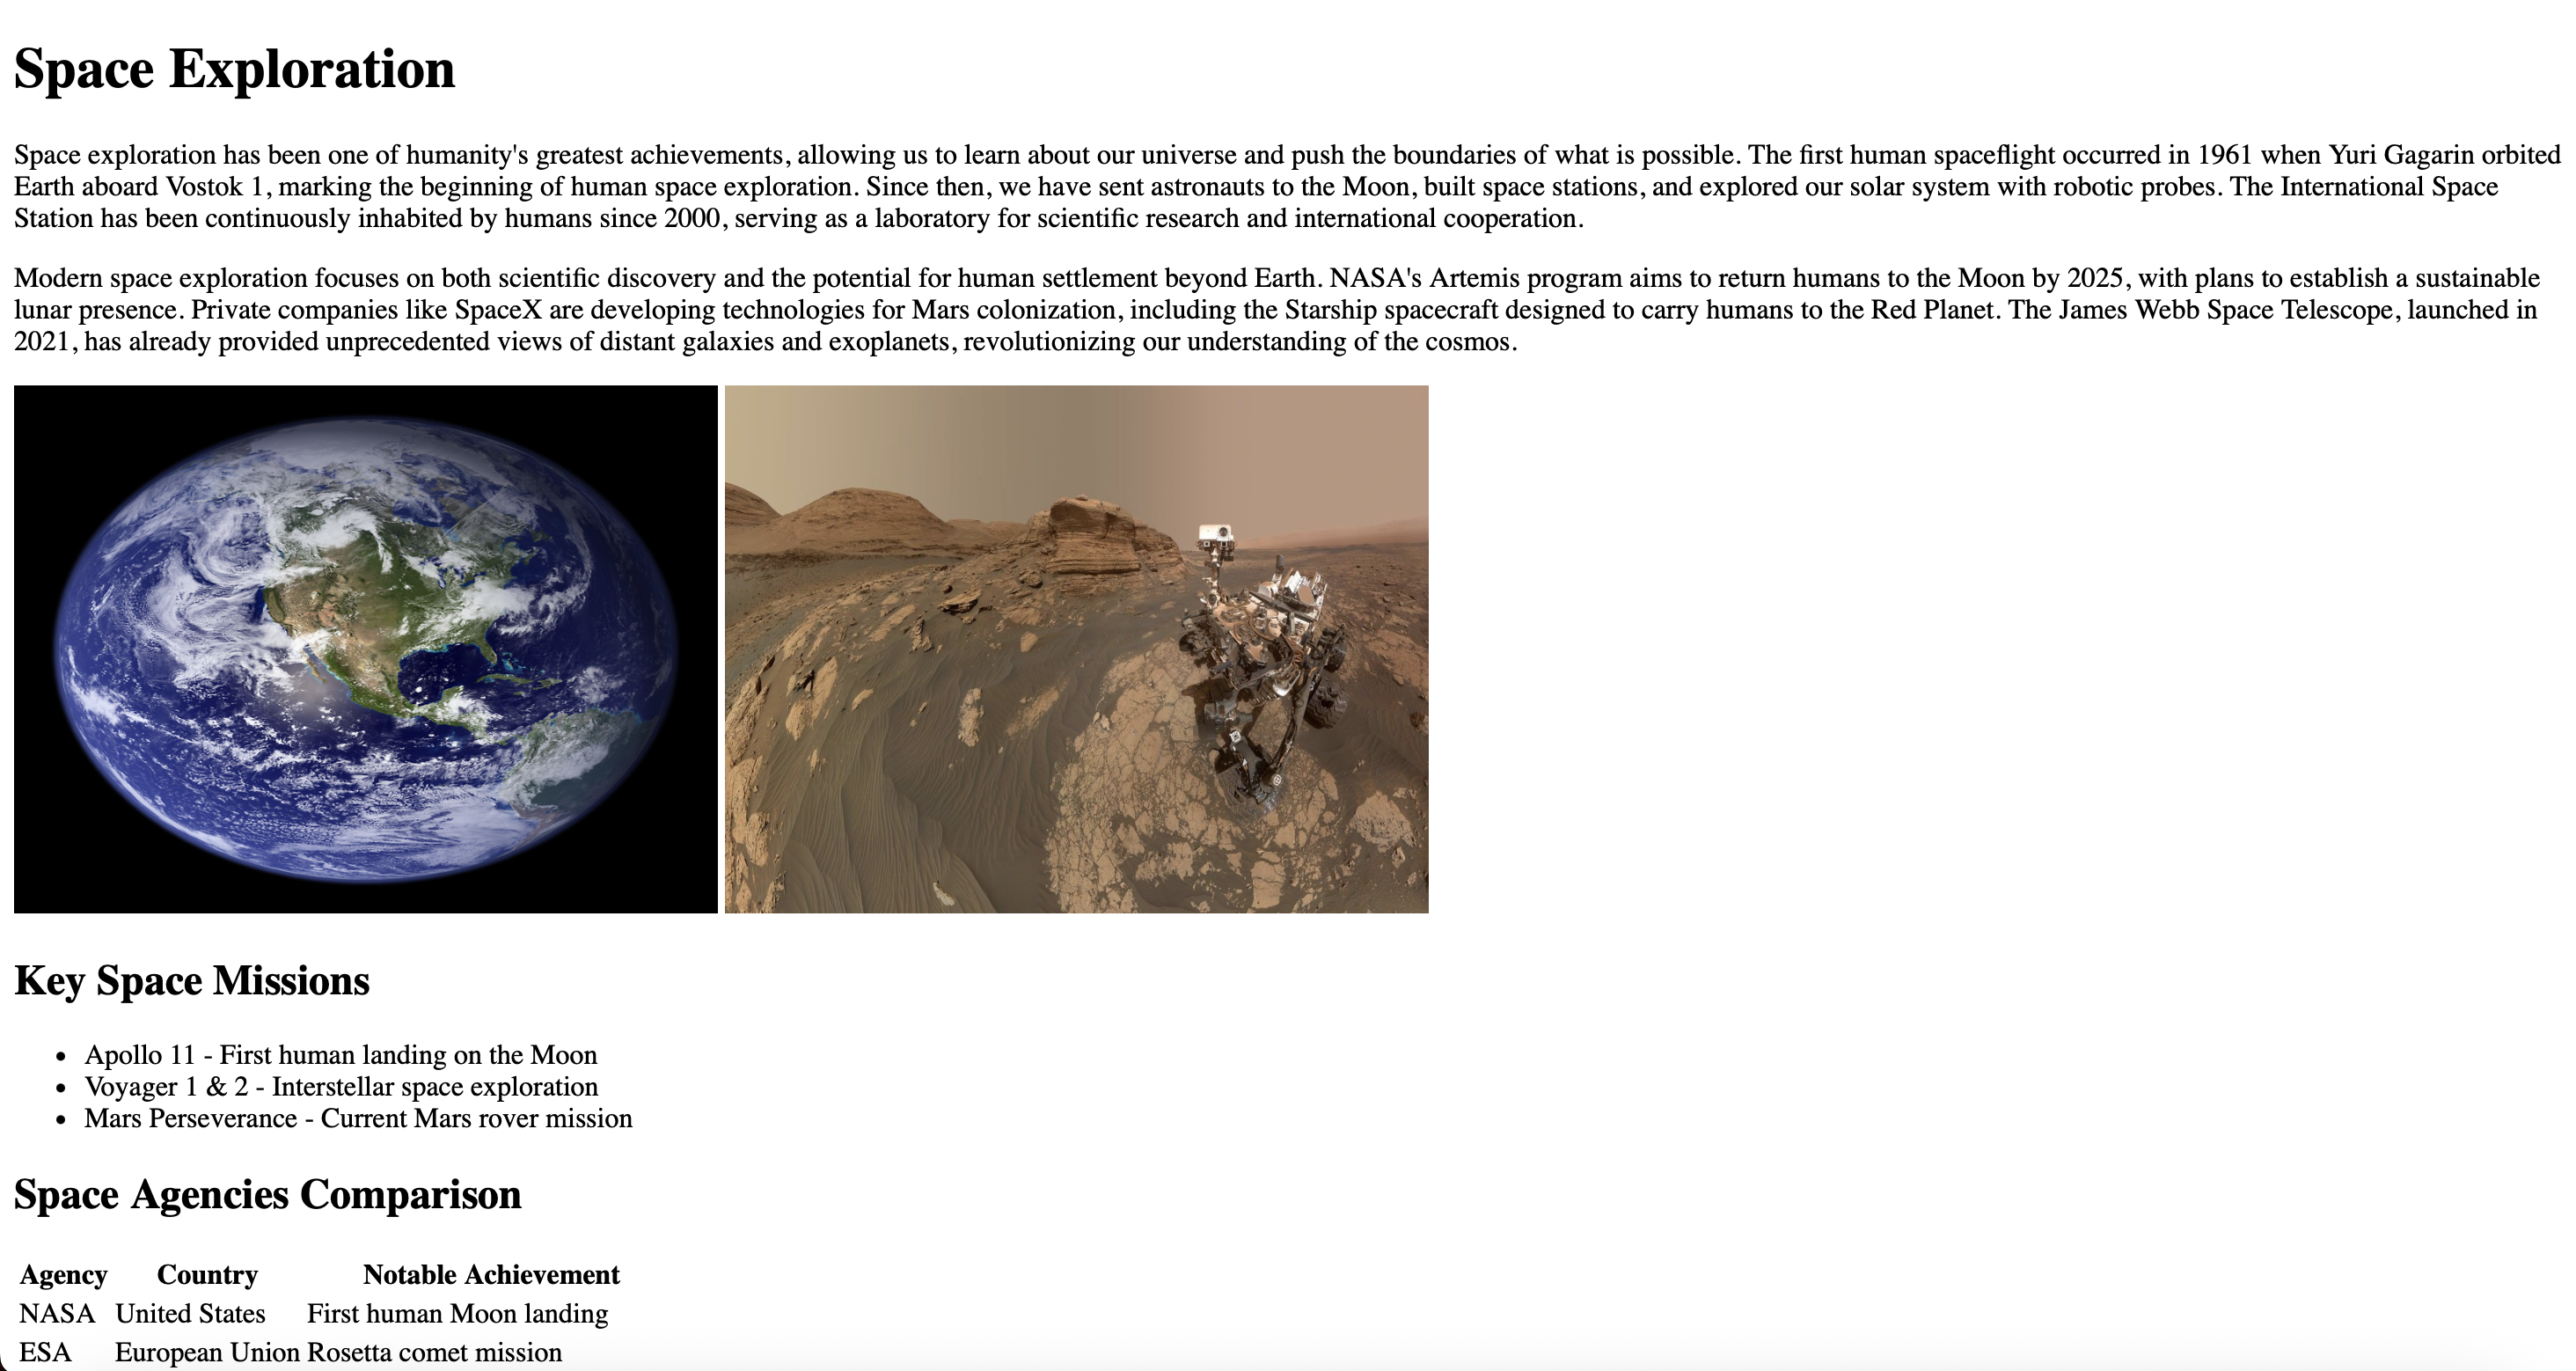 Space Exploration
Space exploration has been one of humanity's greatest achievements, allowing us to learn about our universe and push the boundaries of what is possible. The first human spaceflight occurred in 1961 when Yuri Gagarin orbited
Earth aboard Vostok 1, marking the beginning of human space exploration. Since then, we have sent astronauts to the Moon, built space stations, and explored our solar system with robotic probes. The International Space
Station has been continuously inhabited by humans since 2000, serving as a laboratory for scientific research and international cooperation.
Modern space exploration focuses on both scientific discovery and the potential for human settlement beyond Earth. NASA's Artemis program aims to return humans to the Moon by 2025, with plans to establish a sustainable
lunar presence. Private companies like SpaceX are developing technologies for Mars colonization, including the Starship spacecraft designed to carry humans to the Red Planet. The James Webb Space Telescope, launched in
2021, has already provided unprecedented views of distant galaxies and exoplanets, revolutionizing our understanding of the cosmos.
Key Space Missions
• Apollo 11 - First human landing on the Moon
• Voyager 1 & 2 - Interstellar space exploration
• Mars Perseverance - Current Mars rover mission
Space Agencies Comparison
Agency Country Notable Achievement
NASA United States First human Moon landing
ESA European Union Rosetta comet mission